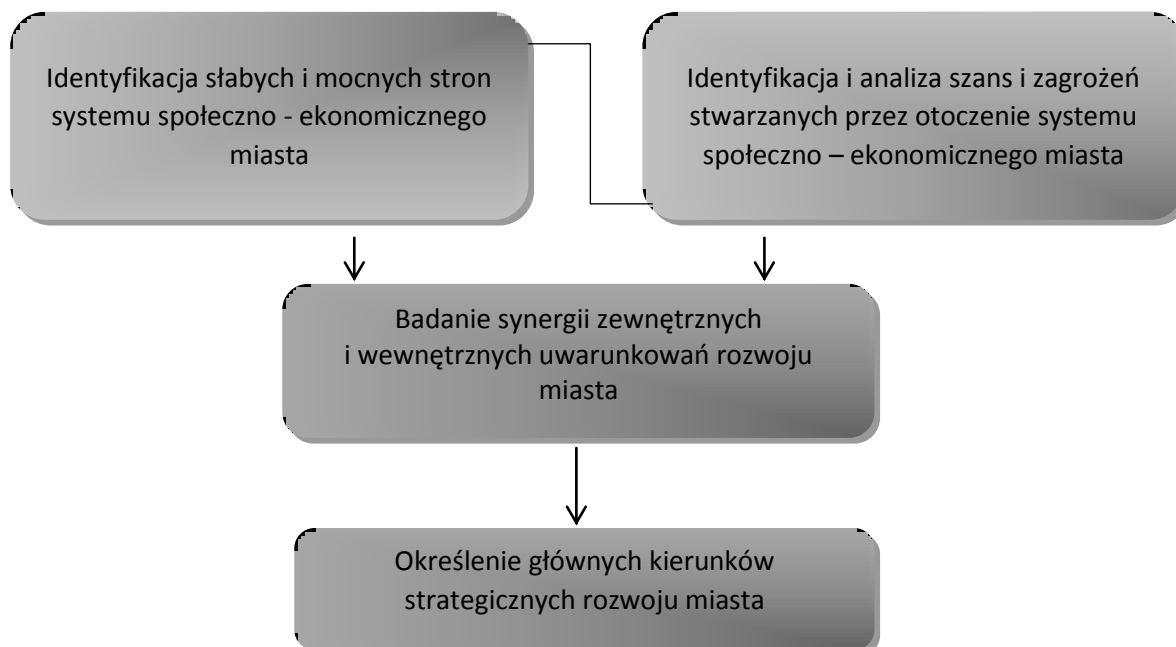 Identyfikacja słabych i mocnych stron
systemu społeczno - ekonomicznego
miasta
Identyfikacja i analiza szans i zagrożeń
stwarzanych przez otoczenie systemu
społeczno – ekonomicznego miasta
Badanie synergii zewnętrznych
i wewnętrznych uwarunkowań rozwoju
miasta
Określenie głównych kierunków
strategicznych rozwoju miasta